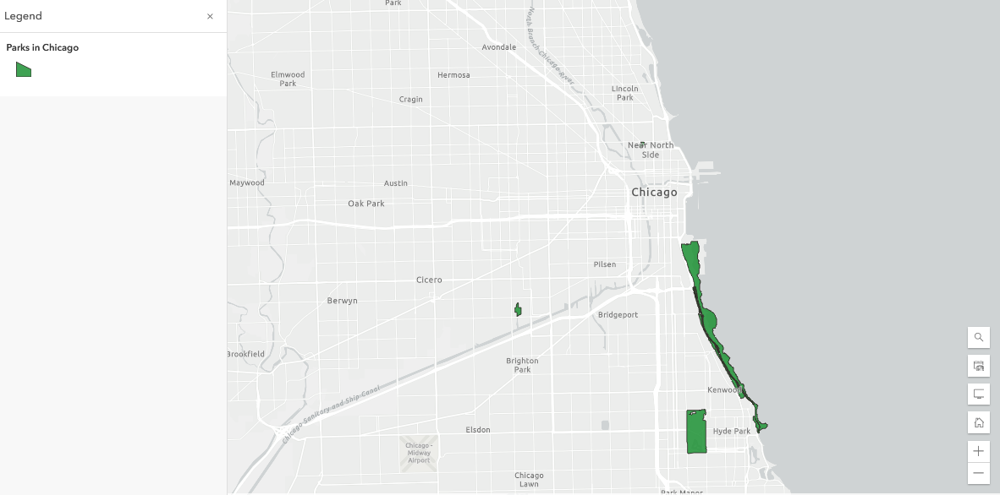 Legend
×
Parks in Chicago
Park
North Branch Chicago River
Avondale
Elmwood
Park
Hermosa
Cragin
Lincoln
Park
Near North
Side
Maywood
Austin
Oak Park
Chicago
Pilsen
Cicero
Berwyn
Bridgeport
Brookfield
Brighton
Park
Kenwood
Chicago Sanitary and Ship Canal
Elsdon
Hyde Park
Chicago -
Midway
Airport
Chicago
Lawn
Park Manor